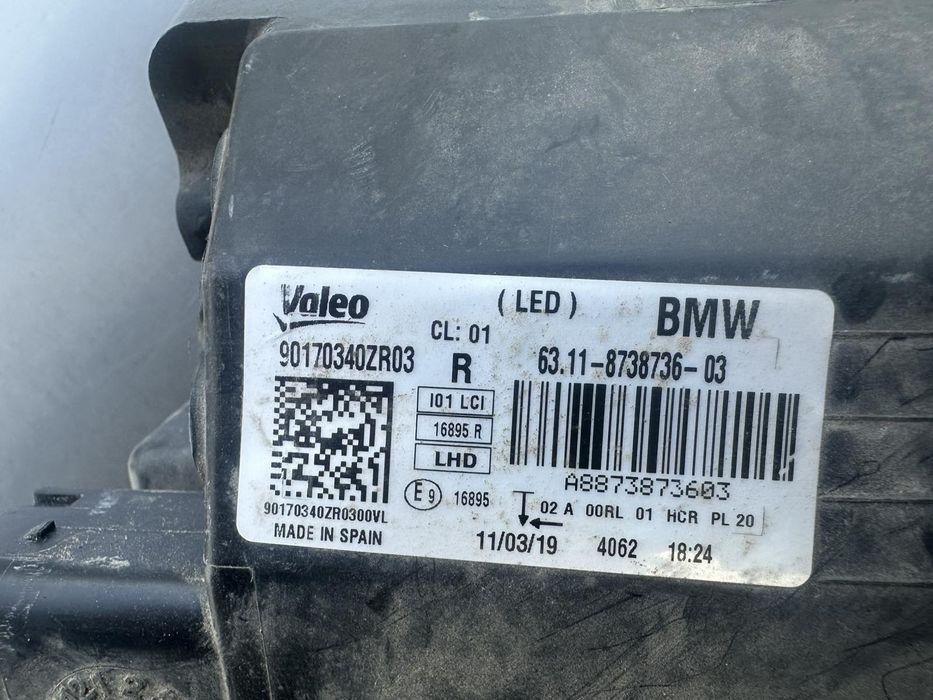 Valeo
( LED )
BMW
CL: 01
90170340ZR03
R
63.11-8738736-03
I01 LCI
16895 R
LHD
A8873873603
E9 16895
02 A 00RL 01 HCR PL 20
90170340ZR0300VL
MADE IN SPAIN
11/03/19 4062 18:24